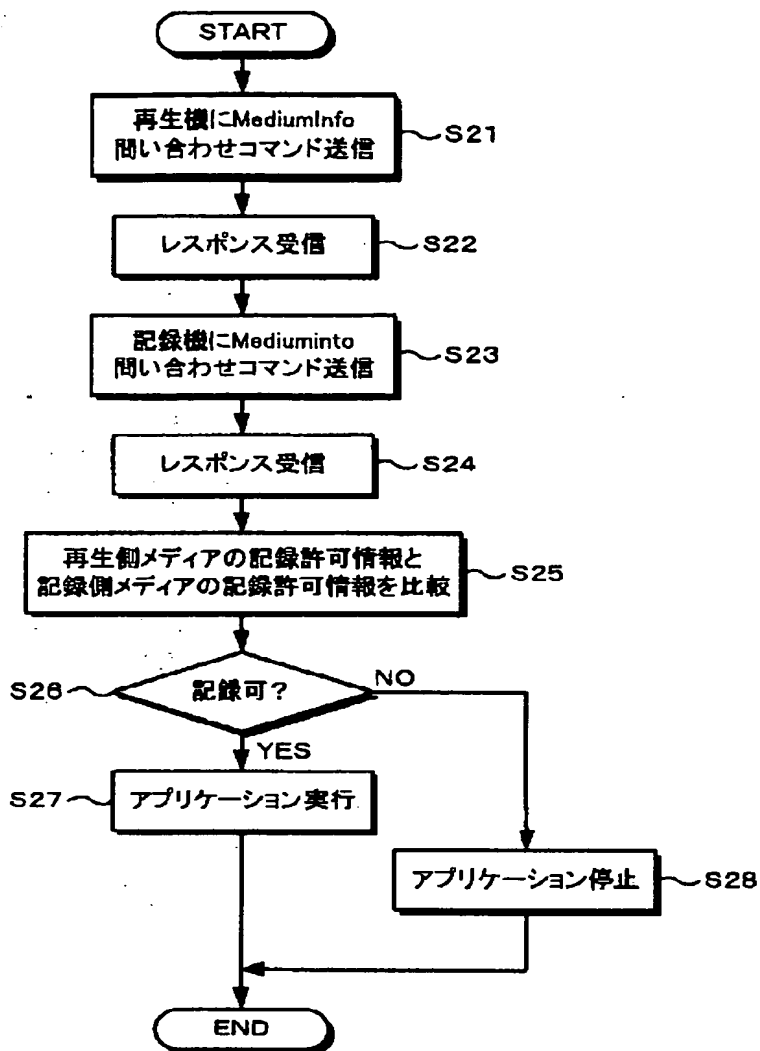 START
再生機にMediumInfo
問い合わせコマンド送信
S21
レスポンス受信
S22
記録機にMediuminto
問い合わせコマンド送信
S23
レスポンス受信
S24
再生側メディアの記録許可情報と
記録側メディアの記録許可情報を比較
S25
S26
記録可?
NO
YES
S27
アプリケーション実行
アプリケーション停止
S28
END